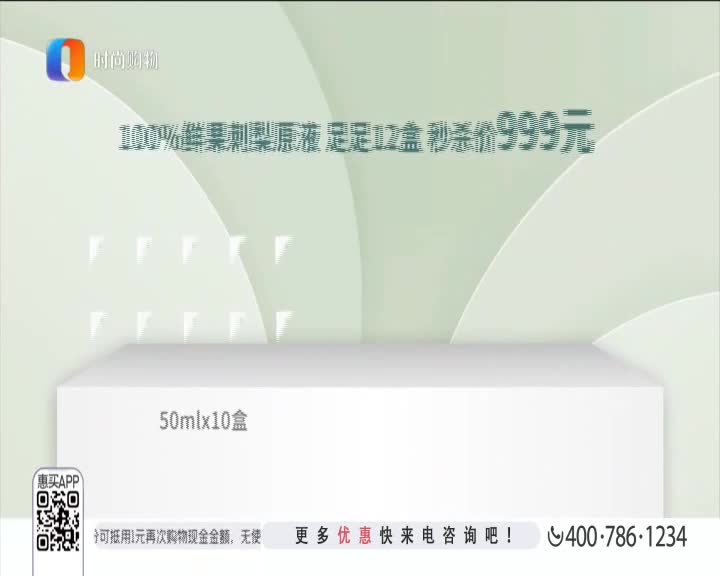 时尚购物
100%鲜果刺梨原液 足足12盒 秒杀价999元
50mlx10盒
惠买APP
可抵用1元再次购物现金金额，无使
更多优惠快来电咨询吧！
400·786·1234